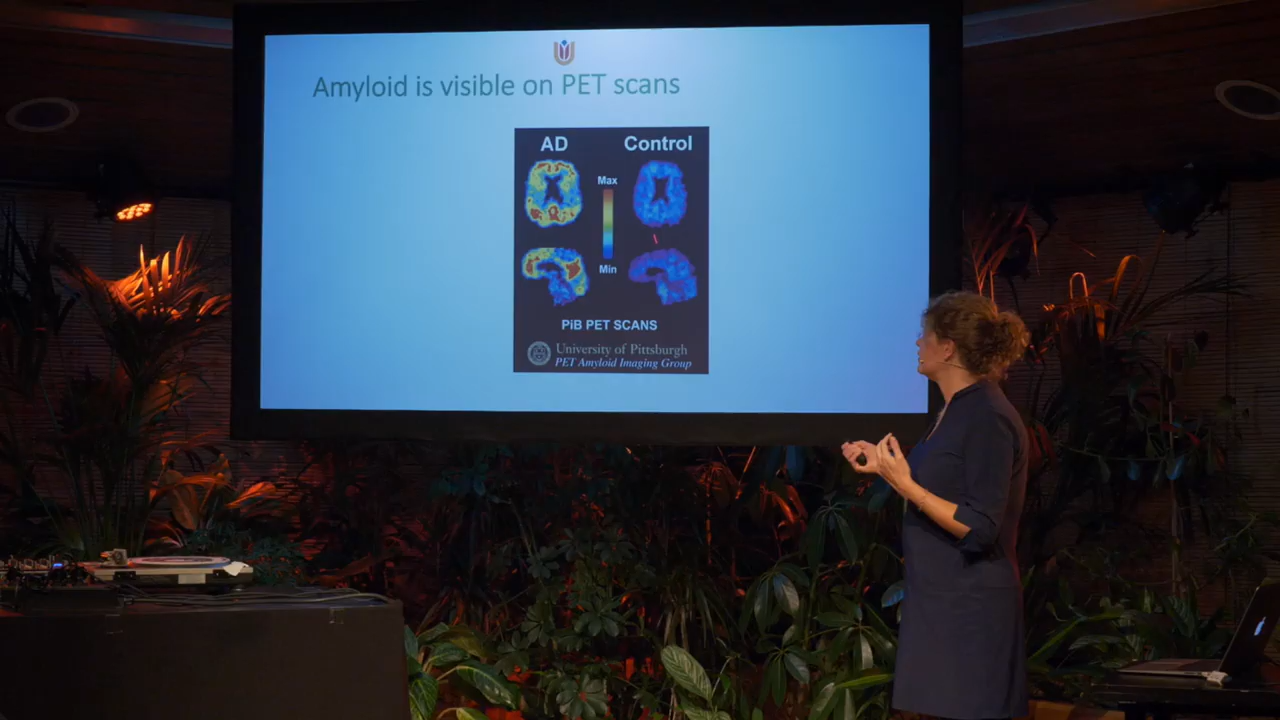 Amyloid is visible on PET scans
AD
Control
Max
Min
PiB PET SCANS
University of Pittsburgh
PET Amyloid Imaging Group